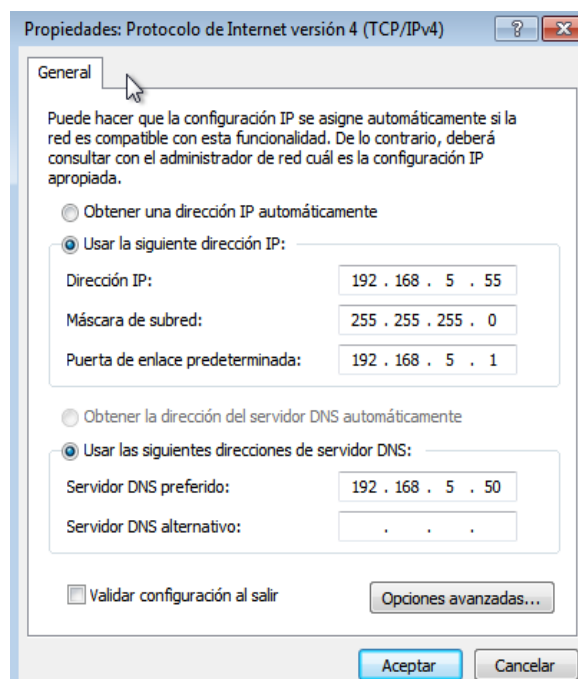 Propiedades: Protocolo de Internet versión 4 (TCP/IPv4)
General
Puede hacer que la configuración IP se asigne automáticamente si la
red es compatible con esta funcionalidad. De lo contrario, deberá
consultar con el administrador de red cuál es la configuración IP
apropiada.
Obtener una dirección IP automáticamente
Usar la siguiente dirección IP:
Dirección IP: 192 . 168 . 5 . 55
Máscara de subred: 255 . 255 . 255 . 0
Puerta de enlace predeterminada: 192 . 168 . 5 . 1
Obtener la dirección del servidor DNS automáticamente
Usar las siguientes direcciones de servidor DNS:
Servidor DNS preferido: 192 . 168 . 5 . 50
Servidor DNS alternativo: . . .
Validar configuración al salir Opciones avanzadas...
Aceptar Cancelar